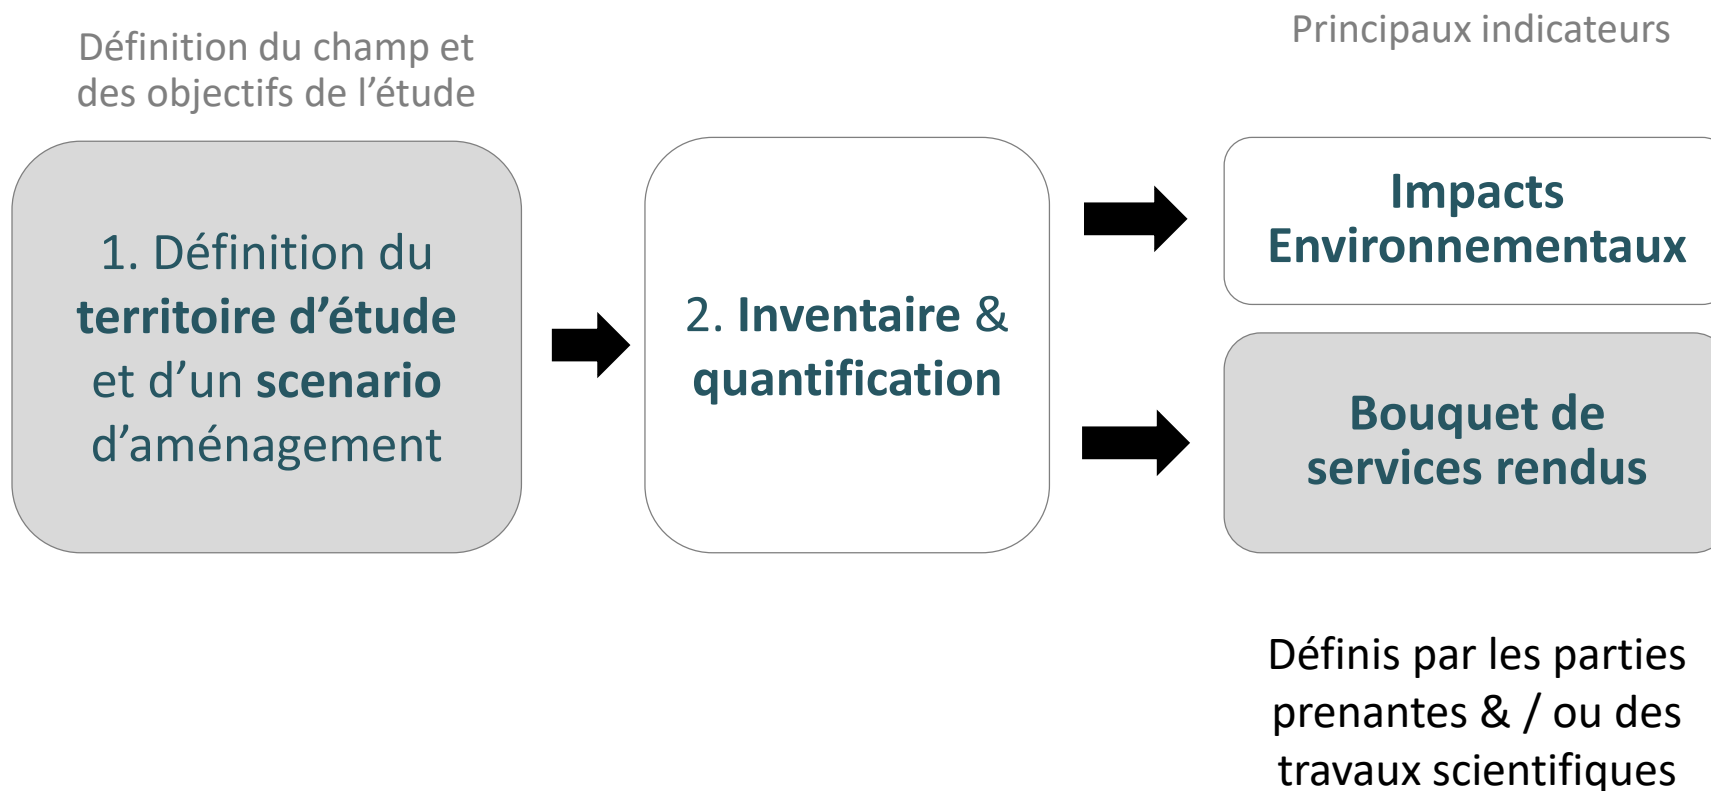 Définition du champ et
des objectifs de l’étude
Principaux indicateurs
1. Définition du
territoire d’étude
et d’un scenario
d’aménagement
2. Inventaire &
quantification
Impacts
Environnementaux
Bouquet de
services rendus
Définis par les parties
prenantes & / ou des
travaux scientifiques